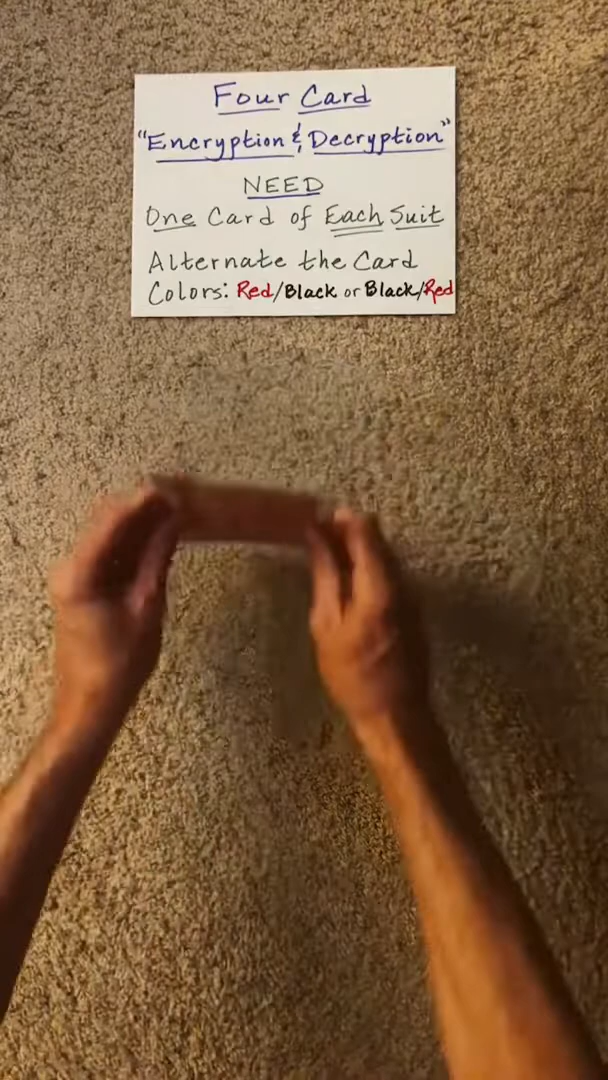 Four Card
"Encryption & Decryption"
NEED
One Card of Each Suit
Alternate the Card
Colors: Red/Black or Black/Red